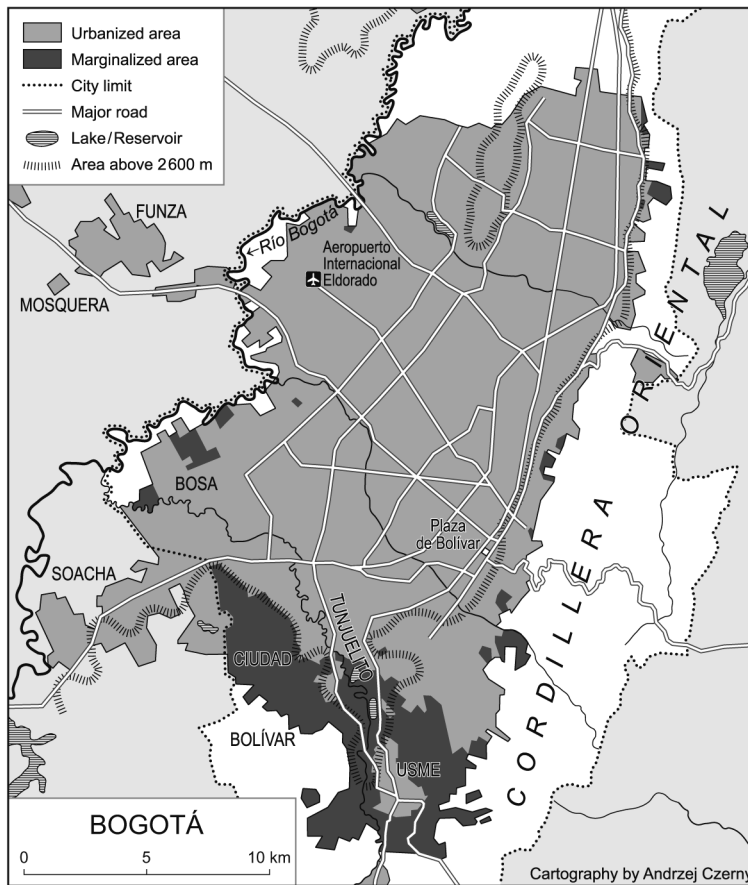 Urbanized area
Marginalized area
City limit
Major road
Lake/Reservoir
Area above 2600 m
FUNZA
←Río Bogotá
Aeropuerto
Internacional
Eldorado
MOSQUERA
CORDILLERA ORIENTAL
BOSA
Plaza
de Bolívar
SOACHA
TUNJUELITO
CIUDAD
BOLÍVAR
USME
BOGOTÁ
0 5 10 km
Cartography by Andrzej Czerny